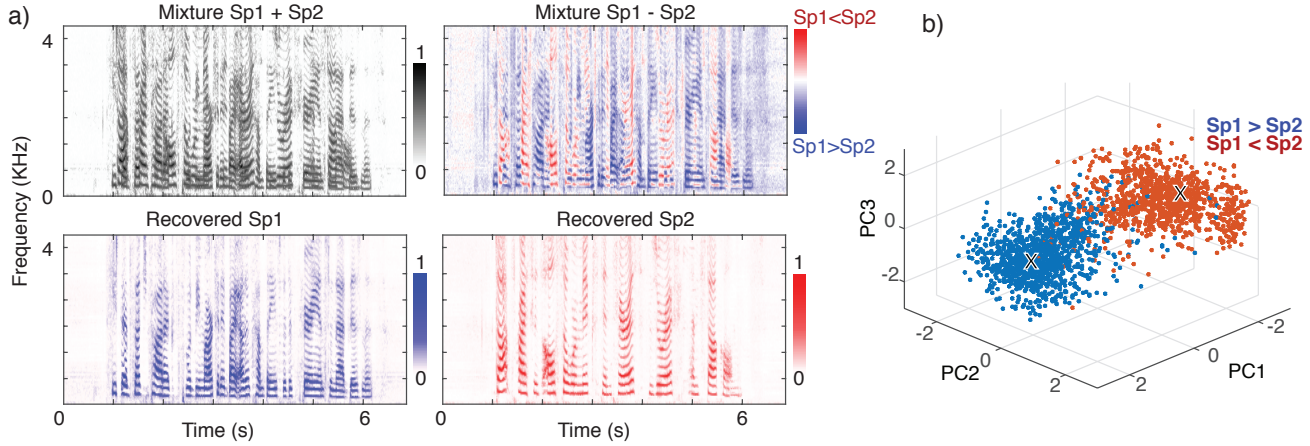 a)
Mixture Sp1 + Sp2
Mixture Sp1 - Sp2
Sp1<Sp2
Sp1>Sp2
4
0
1
0
Frequency (KHz)
Recovered Sp1
Recovered Sp2
4
1
0
1
0
0
6
0
6
Time (s)
Time (s)
b)
Sp1 > Sp2
Sp1 < Sp2
PC3
2
0
-2
-2
0
2
PC2
2
0
-2
PC1
X
X